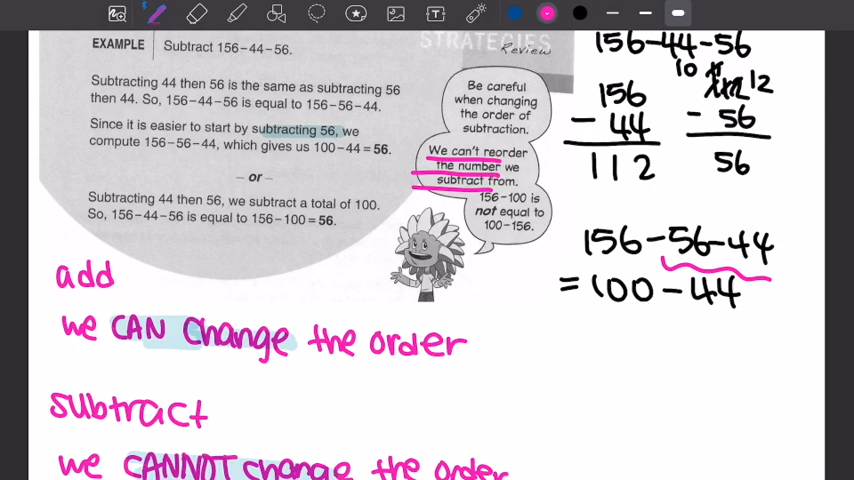 STRATEGIES
Review
EXAMPLE Subtract 156–44–56.
Subtracting 44 then 56 is the same as subtracting 56
then 44. So, 156–44–56 is equal to 156–56–44.
Since it is easier to start by subtracting 56, we
compute 156–56–44, which gives us 100–44=56.
– or –
Subtracting 44 then 56, we subtract a total of 100.
So, 156–44–56 is equal to 156–100=56.
Be careful
when changing
the order of
subtraction.
We can't reorder
the number we
subtract from.
156–100 is
not equal to
100–156.
156-44-56
156
- 44
112
10
12
- 56
56
156-56-44
=100-44
add
we CAN change the order
subtract
we CANNOT change the order